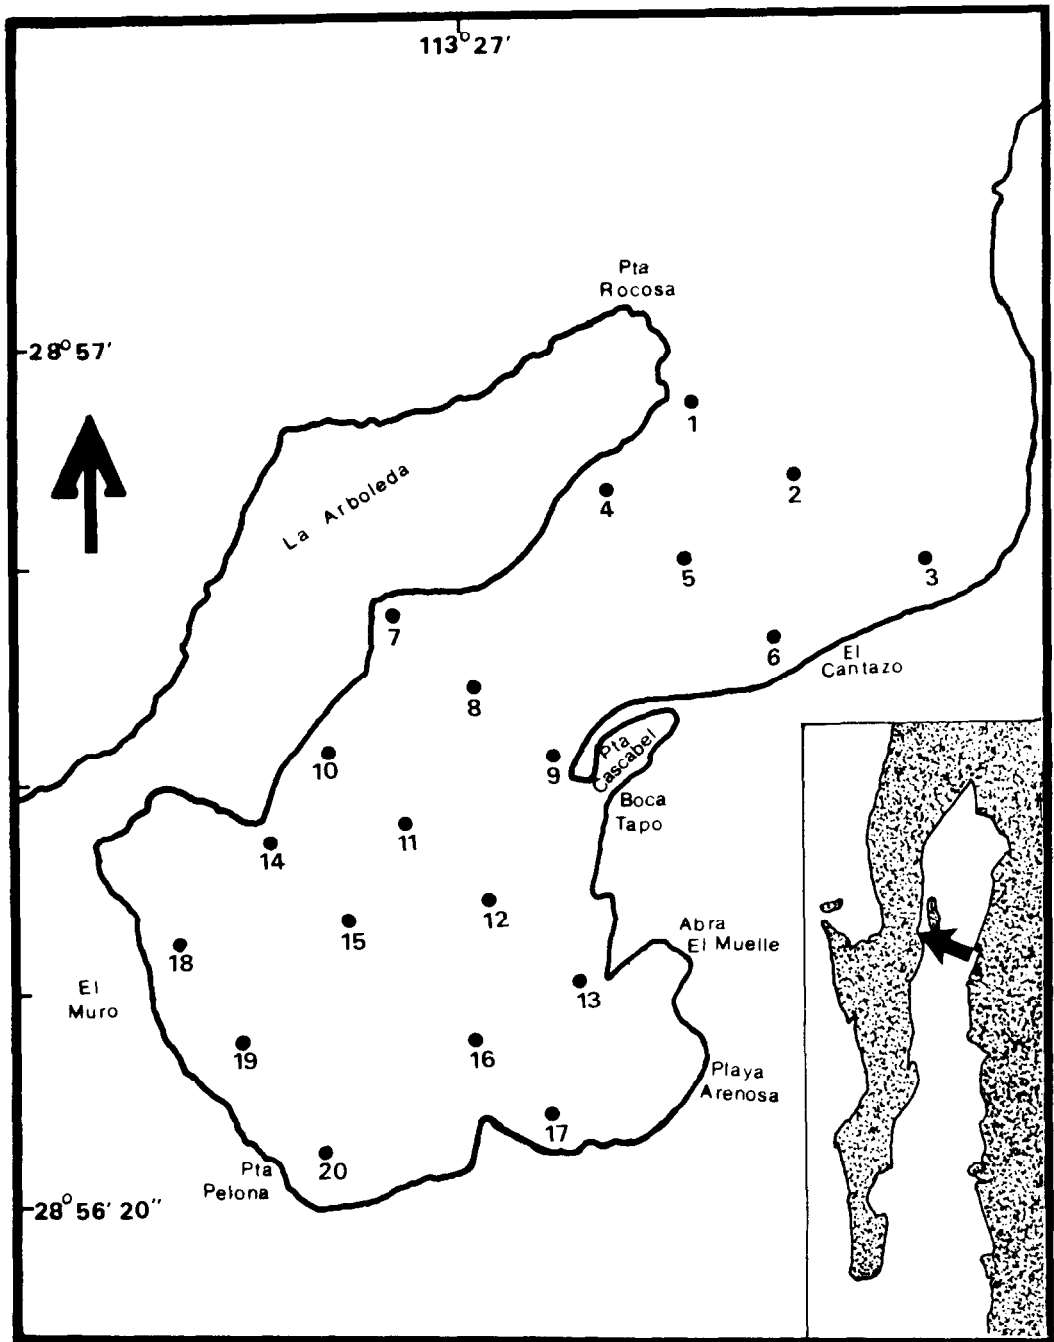 113° 27'
Pta
Rocosa
28° 57'
1
La Arboleda
2
4
5
3
7
6
El
Cantazo
8
Pta
Cascabel
10
9
Boca
Tapo
11
14
12
15
Abra
El Muelle
18
13
El
Muro
19
16
Playa
Arenosa
17
20
Pta
Pelona
28° 56' 20"